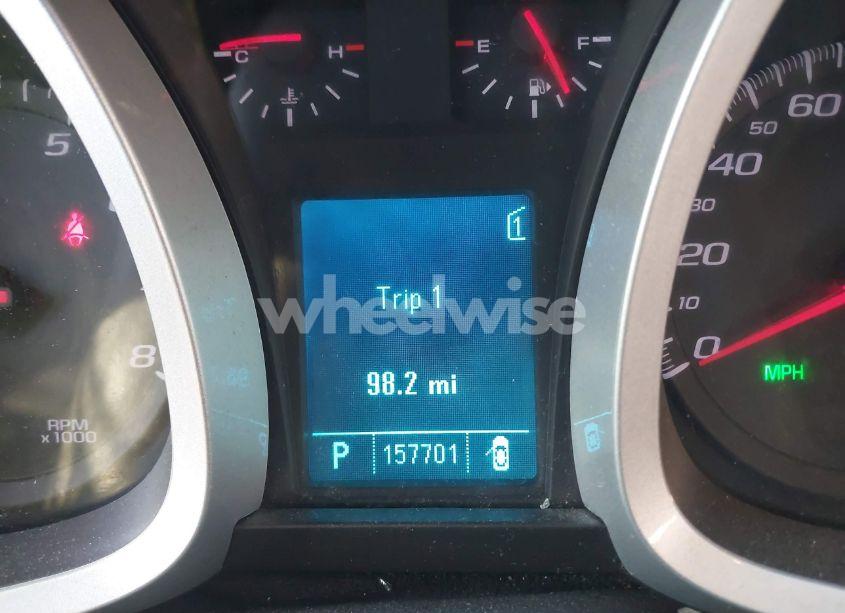 C H
E F
5
8
RPM
x1000
1
Trip 1
98.2 mi
P 157701
60
50
40
30
20
10
0
MPH
wheelwise